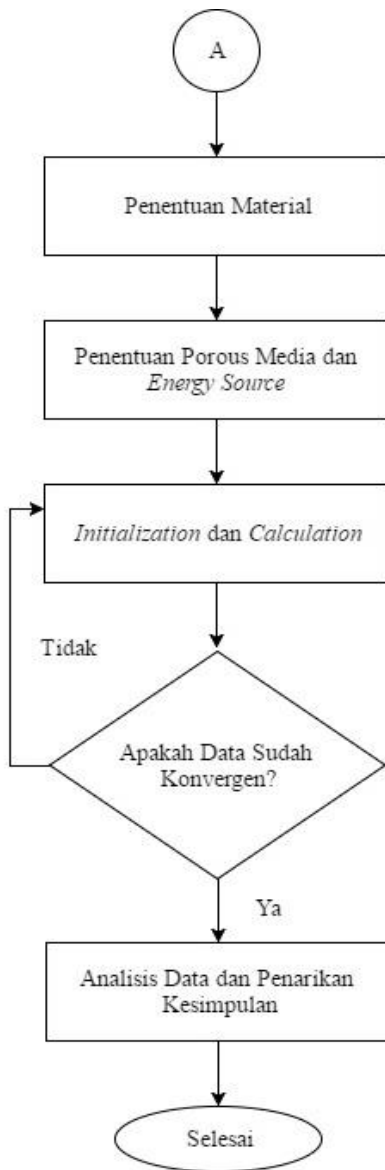 A
Penentuan Material
Penentuan Porous Media dan
Energy Source
Initialization dan Calculation
Tidak
Apakah Data Sudah
Konvergen?
Ya
Analisis Data dan Penarikan
Kesimpulan
Selesai